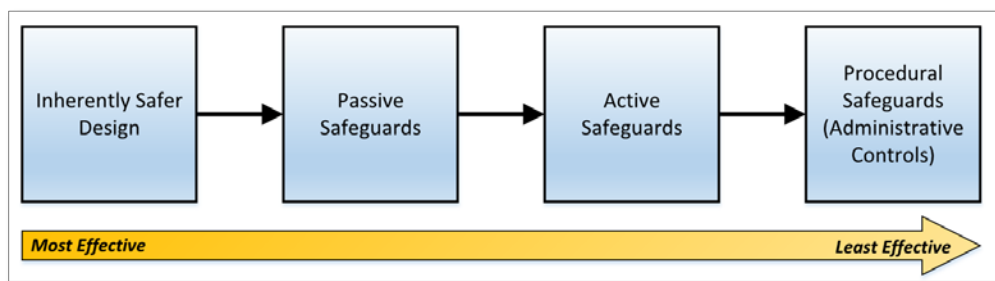 Inherently Safer
Design
Passive
Safeguards
Active
Safeguards
Procedural
Safeguards
(Administrative
Controls)
Most Effective
Least Effective